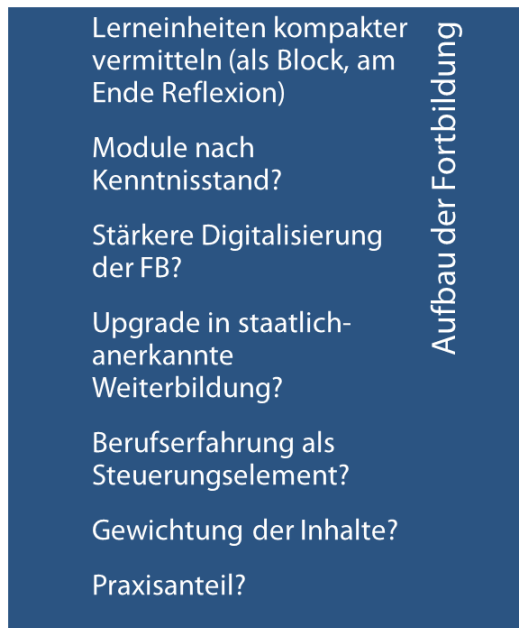 Lerneinheiten kompakter
vermitteln (als Block, am
Ende Reflexion)
Module nach
Kenntnisstand?
Stärkere Digitalisierung
der FB?
Upgrade in staatlich-
anerkannte
Weiterbildung?
Berufserfahrung als
Steuerungselement?
Gewichtung der Inhalte?
Praxisanteil?
Aufbau der Fortbildung